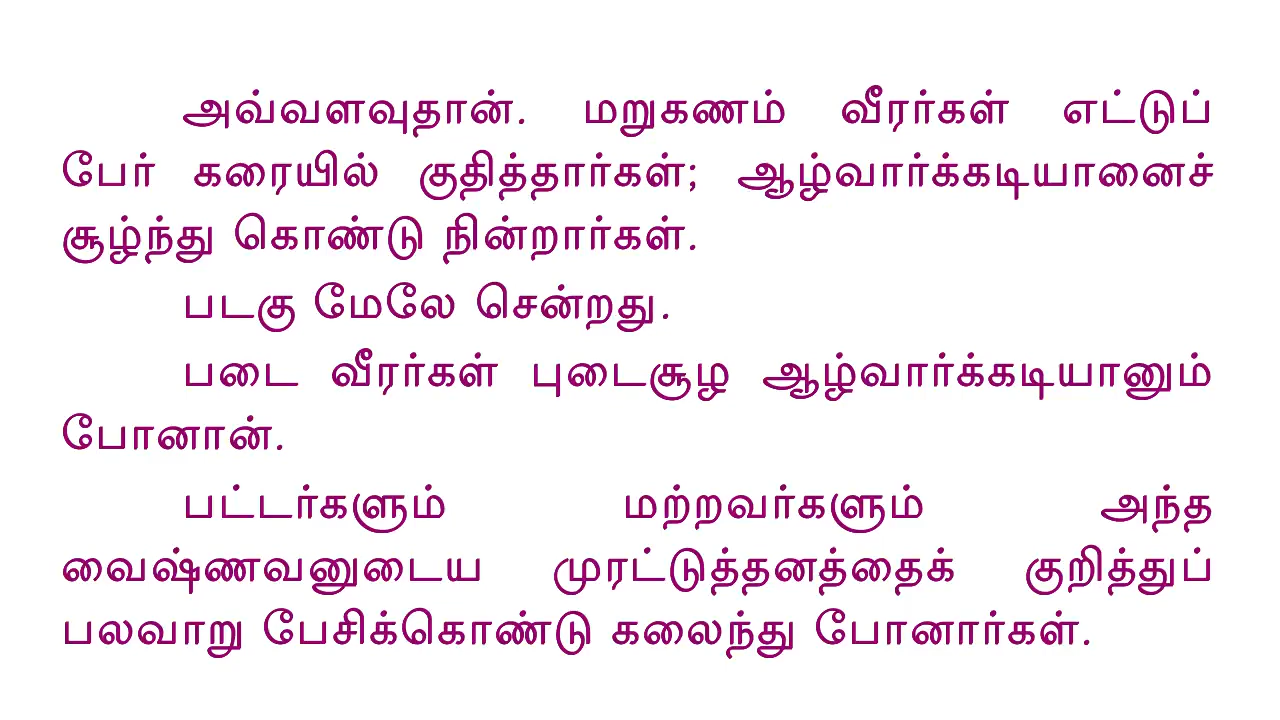 அவ்வளவுதான். மறுகணம் வீரர்கள் எட்டுப்
பேர் கரையில் குதித்தார்கள்; ஆழ்வார்க்கடியானைச்
சூழ்ந்து கொண்டு நின்றார்கள்.
படகு மேலே சென்றது.
படை வீரர்கள் புடைசூழ ஆழ்வார்க்கடியானும்
போனான்.
பட்டர்களும் மற்றவர்களும் அந்த
வைஷ்ணவனுடைய முரட்டுத்தனத்தைக் குறித்துப்
பலவாறு பேசிக்கொண்டு கலைந்து போனார்கள்.